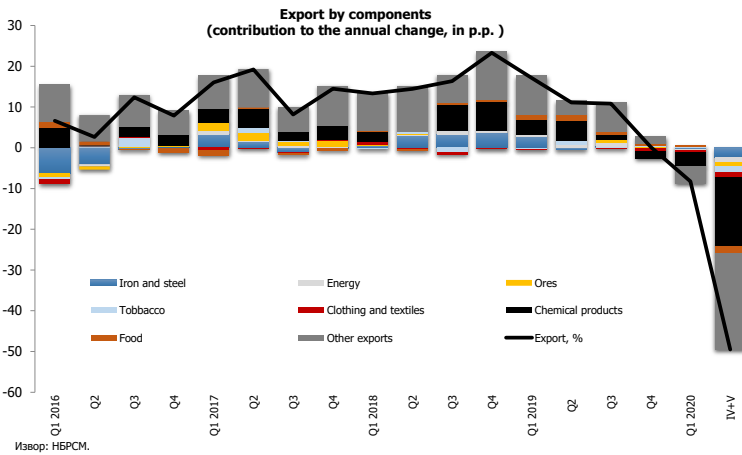 Export by components
(contribution to the annual change, in p.p. )
30
20
10
0
-10
-20
-30
-40
-50
-60
Iron and steel
Energy
Ores
Tobbacco
Clothing and textiles
Chemical products
Food
Other exports
Export, %
Q1 2016
Q2
Q3
Q4
Q1 2017
Q2
Q3
Q4
Q1 2018
Q2
Q3
Q4
Q1 2019
Q2
Q3
Q4
Q1 2020
IV+V
Извор: НБРСМ.